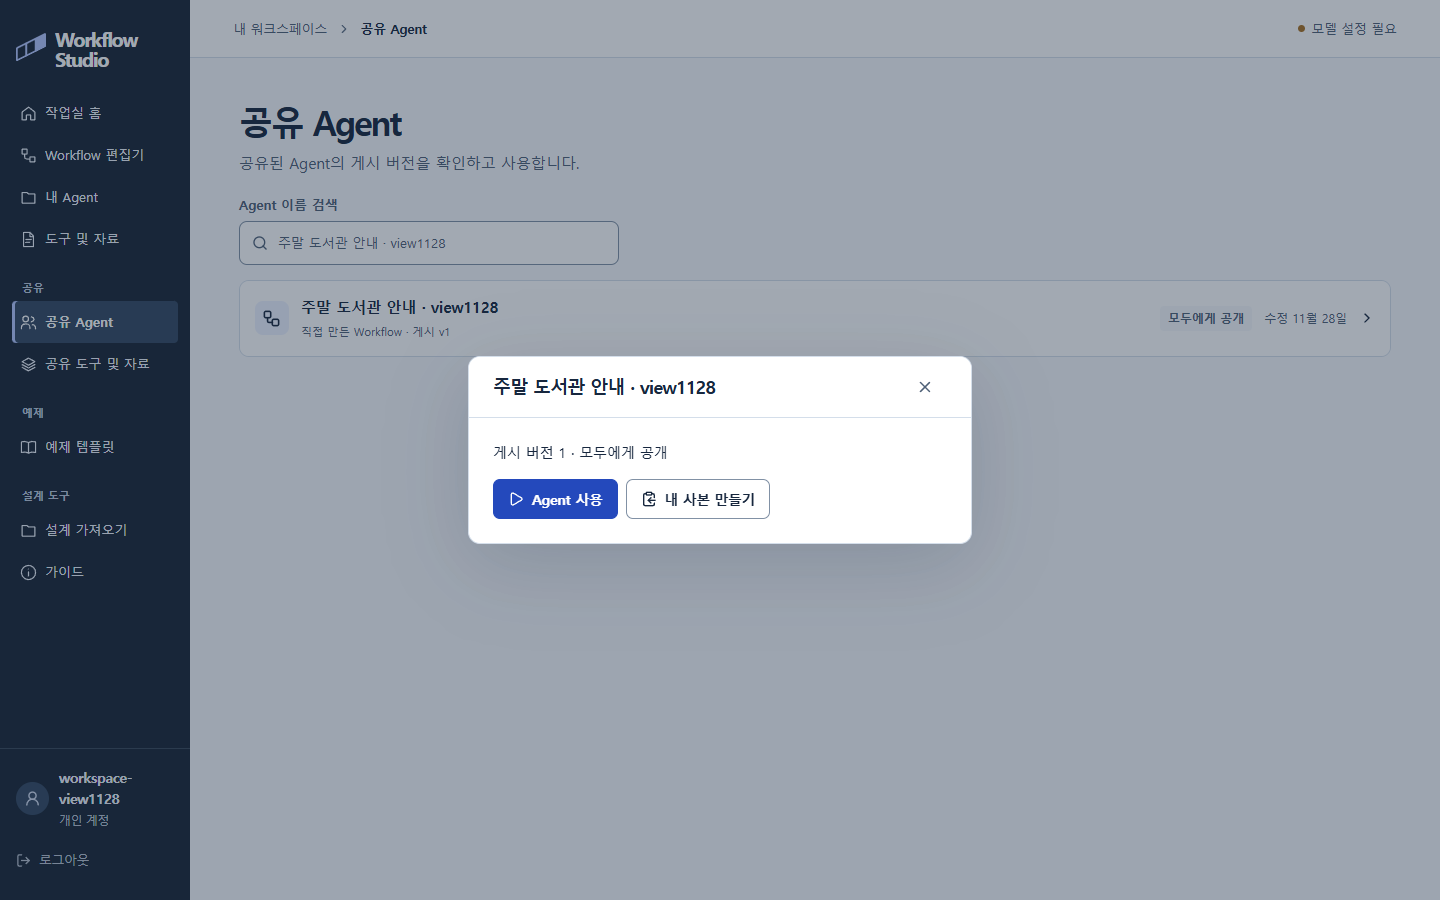 Workflow
Studio
작업실 홈
Workflow 편집기
내 Agent
도구 및 자료
공유
공유 Agent
공유 도구 및 자료
예제
예제 템플릿
설계 도구
설계 가져오기
가이드
workspace-
view1128
개인 계정
로그아웃
내 워크스페이스 > 공유 Agent
모델 설정 필요
공유 Agent
공유된 Agent의 게시 버전을 확인하고 사용합니다.
Agent 이름 검색
주말 도서관 안내 · view1128
주말 도서관 안내 · view1128
직접 만든 Workflow · 게시 v1
모두에게 공개
수정 11월 28일
주말 도서관 안내 · view1128
게시 버전 1 · 모두에게 공개
Agent 사용
내 사본 만들기